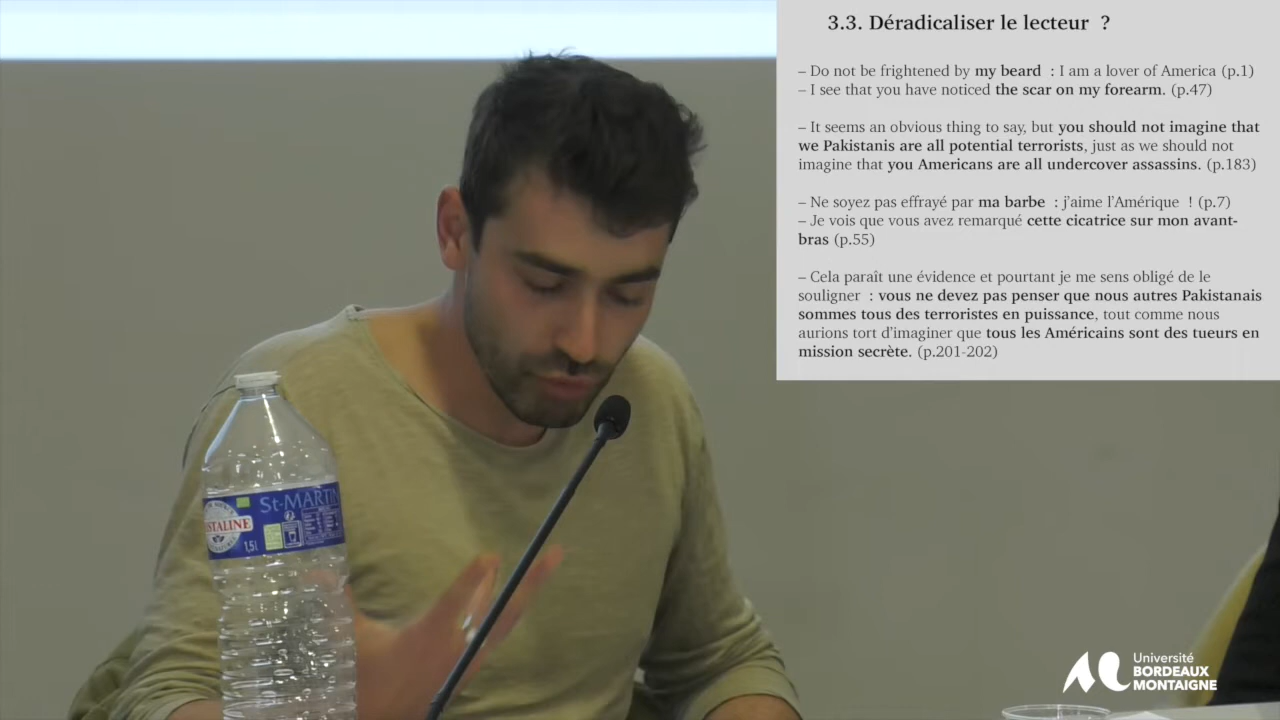 3.3. Déradicaliser le lecteur ?
– Do not be frightened by my beard : I am a lover of America (p.1)
– I see that you have noticed the scar on my forearm. (p.47)
– It seems an obvious thing to say, but you should not imagine that
we Pakistanis are all potential terrorists, just as we should not
imagine that you Americans are all undercover assassins. (p.183)
– Ne soyez pas effrayé par ma barbe : j'aime l'Amérique ! (p.7)
– Je vois que vous avez remarqué cette cicatrice sur mon avant-
bras (p.55)
– Cela paraît une évidence et pourtant je me sens obligé de le
souligner : vous ne devez pas penser que nous autres Pakistanais
sommes tous des terroristes en puissance, tout comme nous
aurions tort d'imaginer que tous les Américains sont des tueurs en
mission secrète. (p.201-202)
St-MARTIN
STALINE
1,5l
Université
BORDEAUX
MONTAIGNE